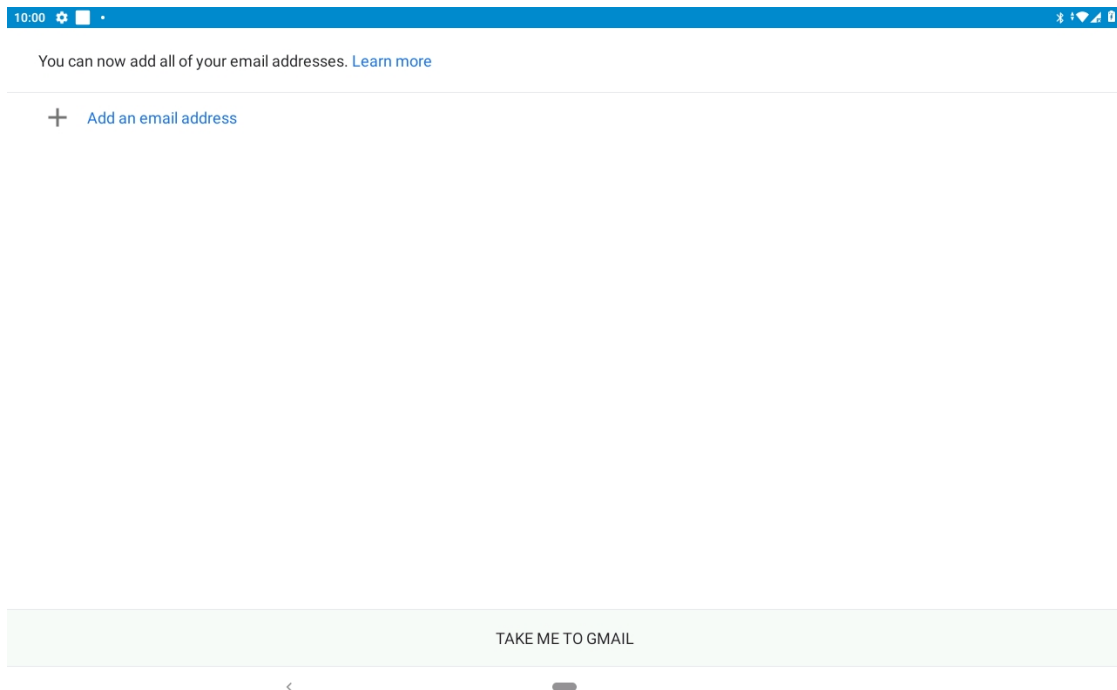 10:00
You can now add all of your email addresses. Learn more
Add an email address
TAKE ME TO GMAIL